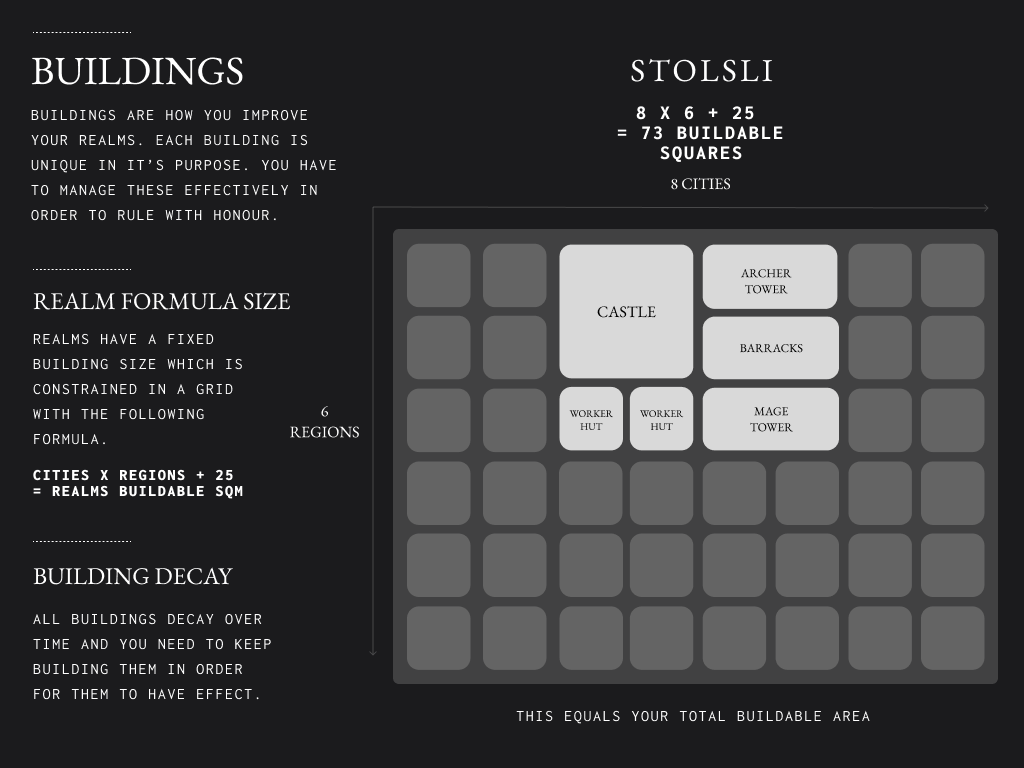 BUILDINGS
BUILDINGS ARE HOW YOU IMPROVE
YOUR REALMS. EACH BUILDING IS
UNIQUE IN IT’S PURPOSE. YOU HAVE
TO MANAGE THESE EFFECTIVELY IN
ORDER TO RULE WITH HONOUR.
REALM FORMULA SIZE
REALMS HAVE A FIXED
BUILDING SIZE WHICH IS
CONSTRAINED IN A GRID
WITH THE FOLLOWING
FORMULA.
CITIES X REGIONS + 25
= REALMS BUILDABLE SQM
BUILDING DECAY
ALL BUILDINGS DECAY OVER
TIME AND YOU NEED TO KEEP
BUILDING THEM IN ORDER
FOR THEM TO HAVE EFFECT.
STOLSLI
8 X 6 + 25
= 73 BUILDABLE
SQUARES
8 CITIES
6
REGIONS
CASTLE
ARCHER
TOWER
BARRACKS
WORKER
HUT
WORKER
HUT
MAGE
TOWER
THIS EQUALS YOUR TOTAL BUILDABLE AREA